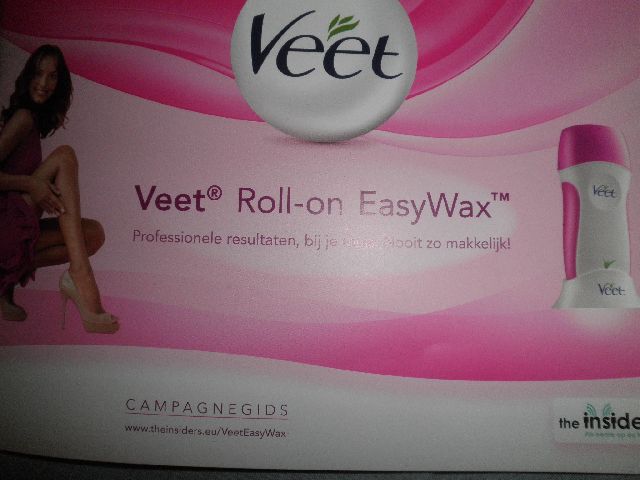 Veet
Veet® Roll-on EasyWax™
Professionele resultaten, bij je Nooit zo makkelijk!
Veet
Veet
CAMPAGNEGIDS
www.theinsiders.eu/VeetEasyWax
the inside